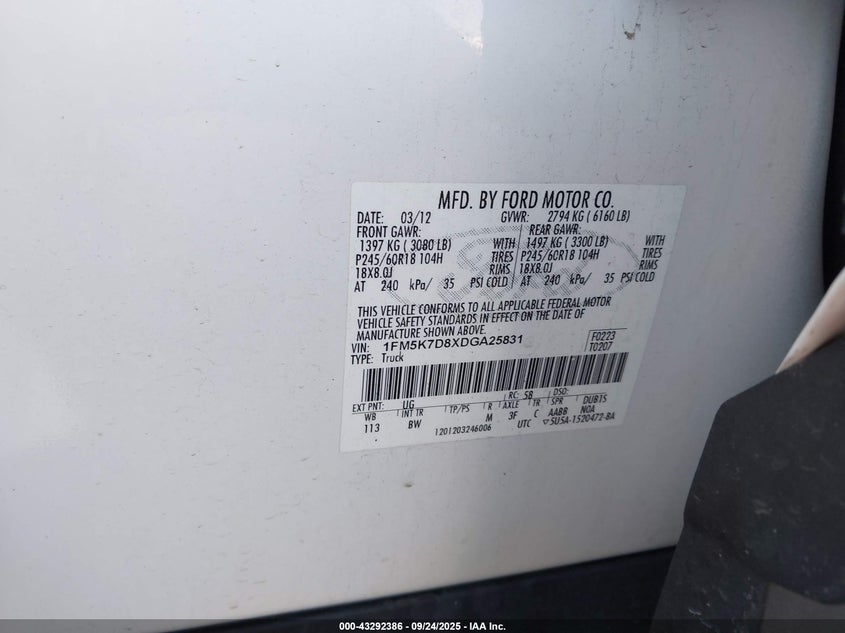 MFD. BY FORD MOTOR CO.
DATE: 03/12 GVWR: 2794 KG ( 6160 LB)
FRONT GAWR: REAR GAWR:
1397 KG ( 3080 LB) WITH 1497 KG ( 3300 LB) WITH
P245/60R18 104H TIRES P245/60R18 104H TIRES
18X8.0J RIMS 18X8.0J RIMS
AT 240 kPa/ 35 PSI COLD AT 240 kPa/ 35 PSI COLD
THIS VEHICLE CONFORMS TO ALL APPLICABLE FEDERAL MOTOR
VEHICLE SAFETY STANDARDS IN EFFECT ON THE DATE OF
MANUFACTURE SHOWN ABOVE.
VIN: 1FM5K7D8XDGA25831 F0223
TYPE: Truck T0207
EXT PNT: UG RC: 5B DSO:
WB INT TR TP/PS R AXLE TR SPR DUBTS
113 BW M 3F C AABB NOA
1201203246006 UTC ▽5U5A-1520472-BA
000-43292386 - 09/24/2025 - IAA Inc.